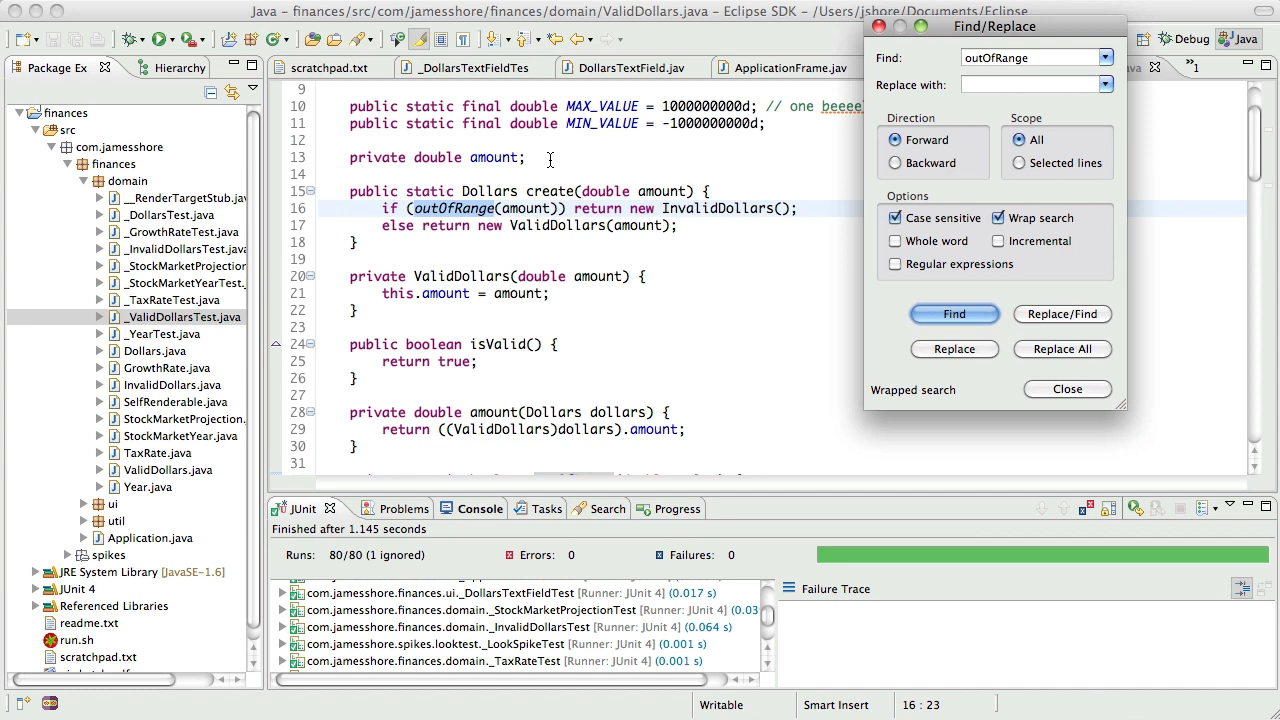 Java – finances/src/com/jamesshore/finances/domain/ValidDollars.java – Eclipse SDK – /Users/jshore/Documents/Eclipse
Debug
Java
Package Ex
Hierarchy
finances
src
com.jamesshore
finances
domain
__RenderTargetStub.jav
_DollarsTest.java
_GrowthRateTest.java
_InvalidDollarsTest.java
_StockMarketProjection
_StockMarketYearTest.
_TaxRateTest.java
_ValidDollarsTest.java
_YearTest.java
Dollars.java
GrowthRate.java
InvalidDollars.java
SelfRenderable.java
StockMarketProjection.
StockMarketYear.java
TaxRate.java
ValidDollars.java
Year.java
ui
util
Application.java
spikes
JRE System Library [JavaSE-1.6]
JUnit 4
Referenced Libraries
readme.txt
run.sh
scratchpad.txt
scratchpad.txt
_DollarsTextFieldTes
DollarsTextField.jav
ApplicationFrame.jav
»1
9
10 public static final double MAX_VALUE = 1000000000d; // one beeee
11 public static final double MIN_VALUE = -1000000000d;
12
13 private double amount;
14
15 public static Dollars create(double amount) {
16 if (outOfRange(amount)) return new InvalidDollars();
17 else return new ValidDollars(amount);
18 }
19
20 private ValidDollars(double amount) {
21 this.amount = amount;
22 }
23
24 public boolean isValid() {
25 return true;
26 }
27
28 private double amount(Dollars dollars) {
29 return ((ValidDollars)dollars).amount;
30 }
31
Find/Replace
Find: outOfRange
Replace with:
Direction
Forward
Backward
Scope
All
Selected lines
Options
Case sensitive
Wrap search
Whole word
Incremental
Regular expressions
Find
Replace/Find
Replace
Replace All
Wrapped search
Close
JUnit
Problems
Console
Tasks
Search
Progress
Finished after 1.145 seconds
Runs: 80/80 (1 ignored)
Errors: 0
Failures: 0
com.jamesshore.finances.ui._DollarsTextFieldTest [Runner: JUnit 4] (0.017 s)
com.jamesshore.finances.domain._StockMarketProjectionTest [Runner: JUnit 4] (0.03
com.jamesshore.finances.domain._InvalidDollarsTest [Runner: JUnit 4] (0.064 s)
com.jamesshore.spikes.looktest._LookSpikeTest [Runner: JUnit 4] (0.001 s)
com.jamesshore.finances.domain._TaxRateTest [Runner: JUnit 4] (0.001 s)
Failure Trace
Writable
Smart Insert
16 : 23